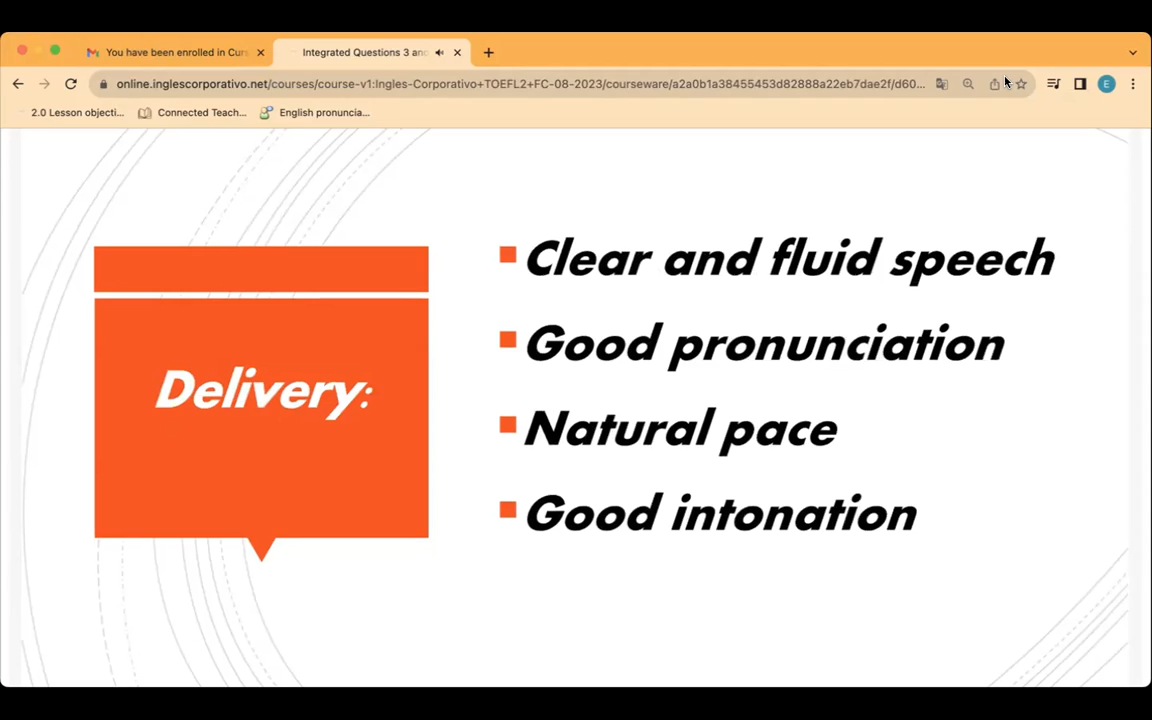 You have been enrolled in Curs
Integrated Questions 3 and
online.inglescorporativo.net/courses/course-v1:Ingles-Corporativo+TOEFL2+FC-08-2023/courseware/a2a0b1a38455453d82888a22eb7dae2f/d60...
E
2.0 Lesson objecti...
Connected Teach...
English pronuncia...
Delivery:
Clear and fluid speech
Good pronunciation
Natural pace
Good intonation